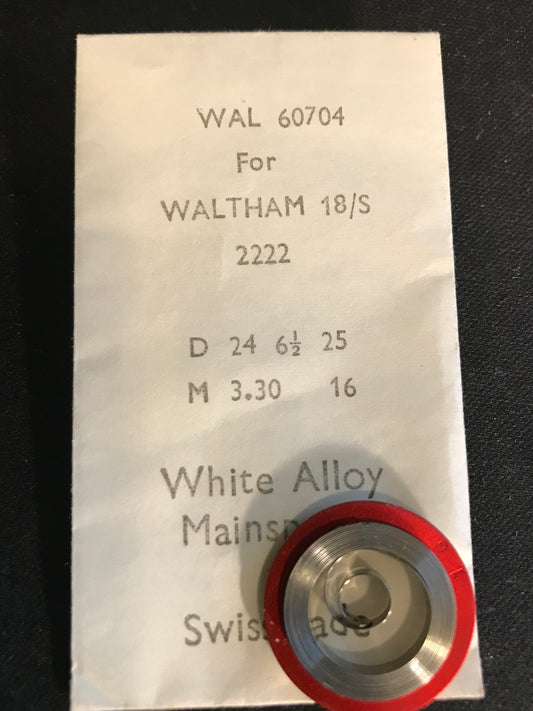 WAL 60704
For
WALTHAM 18/S
2222
D 24 6½ 25
M 3.30 16
White Alloy
Swiss